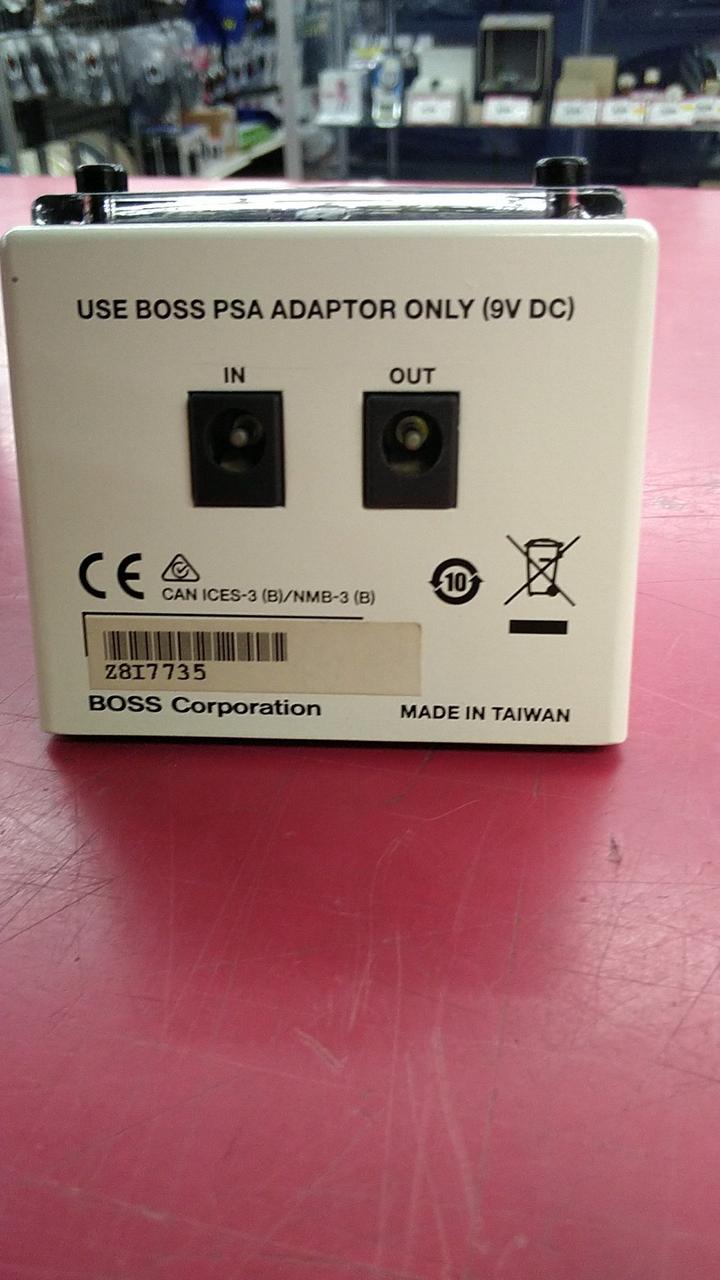 USE BOSS PSA ADAPTOR ONLY (9V DC)
IN OUT
CE
CAN ICES-3 (B)/NMB-3 (B)
10
Z8I7735
BOSS Corporation
MADE IN TAIWAN